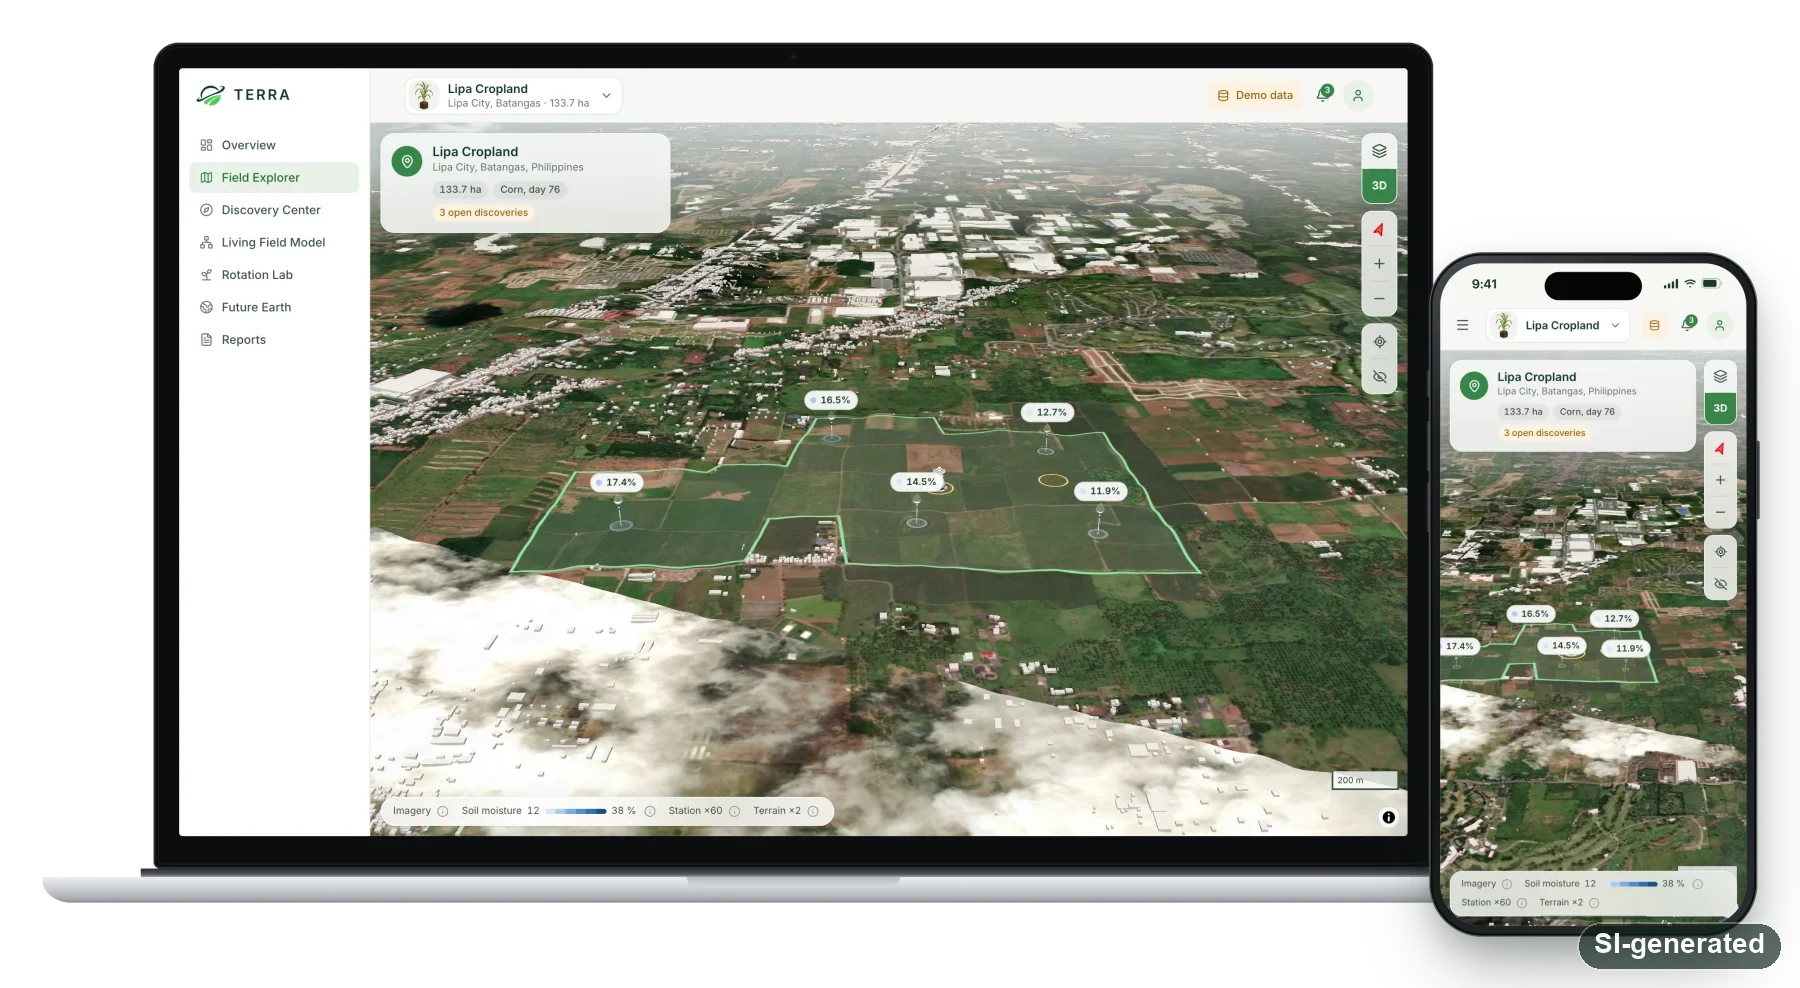 TERRA
Overview
Field Explorer
Discovery Center
Living Field Model
Rotation Lab
Future Earth
Reports
Lipa Cropland
Lipa City, Batangas · 133.7 ha
Demo data
3
Lipa Cropland
Lipa City, Batangas, Philippines
133.7 ha
Corn, day 76
3 open discoveries
3D
16.5%
12.7%
17.4%
14.5%
11.9%
200 m
Imagery
Soil moisture 12
38 %
Station ×60
Terrain ×2
9:41
Lipa Cropland
3
Lipa Cropland
Lipa City, Batangas, Philippines
133.7 ha
Corn, day 76
3 open discoveries
3D
16.5%
12.7%
17.4%
14.5%
11.9%
Imagery
Soil moisture 12
38 %
Station ×60
Terrain ×2
SI-generated